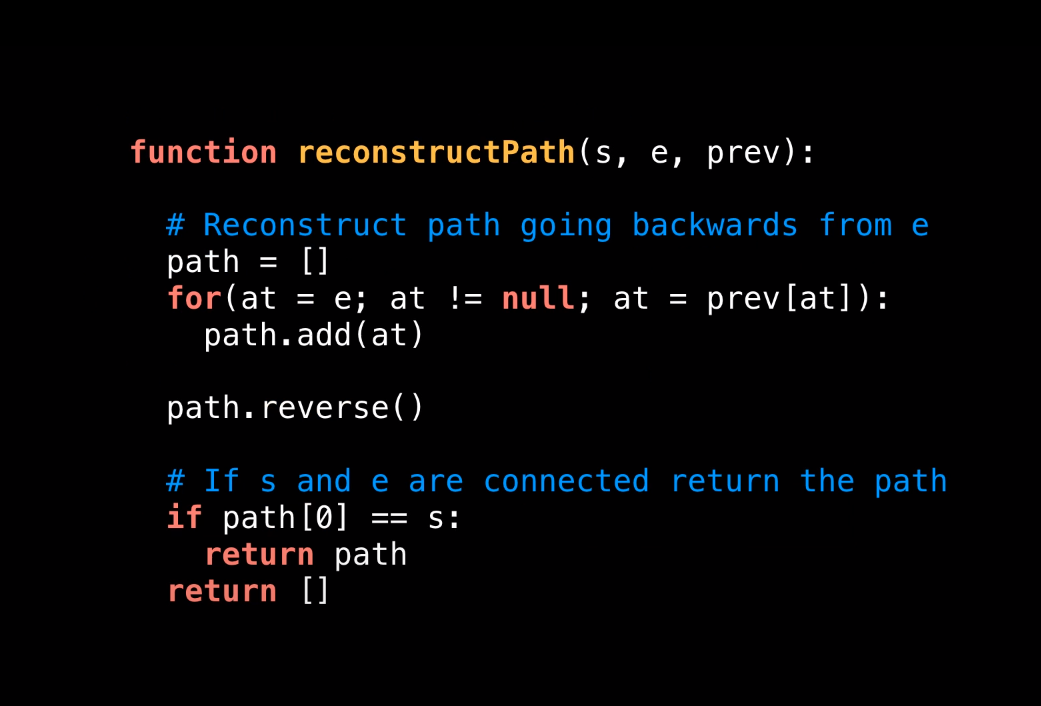 function reconstructPath(s, e, prev):
# Reconstruct path going backwards from e
path = []
for(at = e; at != null; at = prev[at]):
path.add(at)
path.reverse()
# If s and e are connected return the path
if path[0] == s:
return path
return []